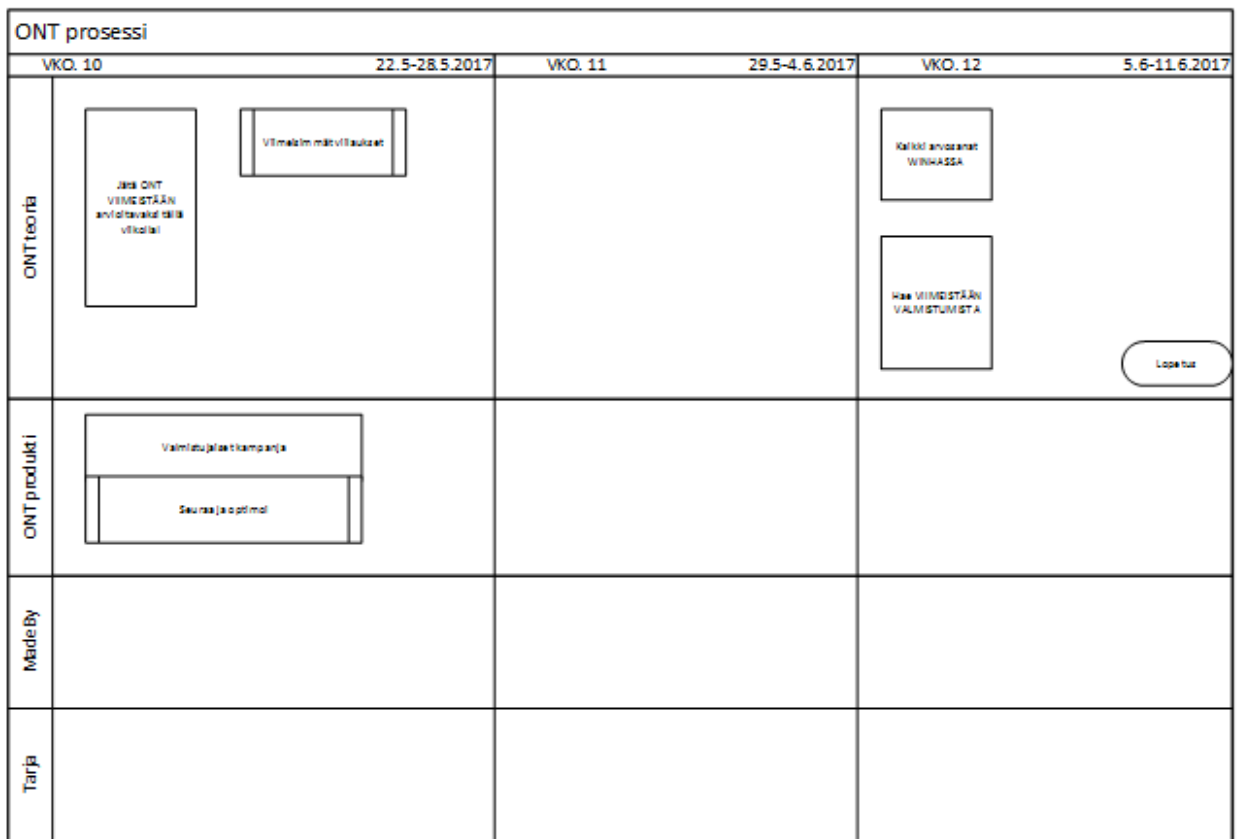 ONT prosessi
VKO. 10 22.5-28.5.2017 VKO. 11 29.5-4.6.2017 VKO. 12 5.6-11.6.2017
ONT teoria
Jätä ONT
VIIMEISTÄÄN
arvioitavaksi tällä
viikolla!
Viimeisimmät viilaukset
Kaikki arvosanat
WINHASSA
Hae VIIMEISTÄÄN
VALMISTUMISTA
Lopetus
ONT produkti
Valmistujaiset kampanja
Seuraa ja optimoi
MadeBy
Tarja